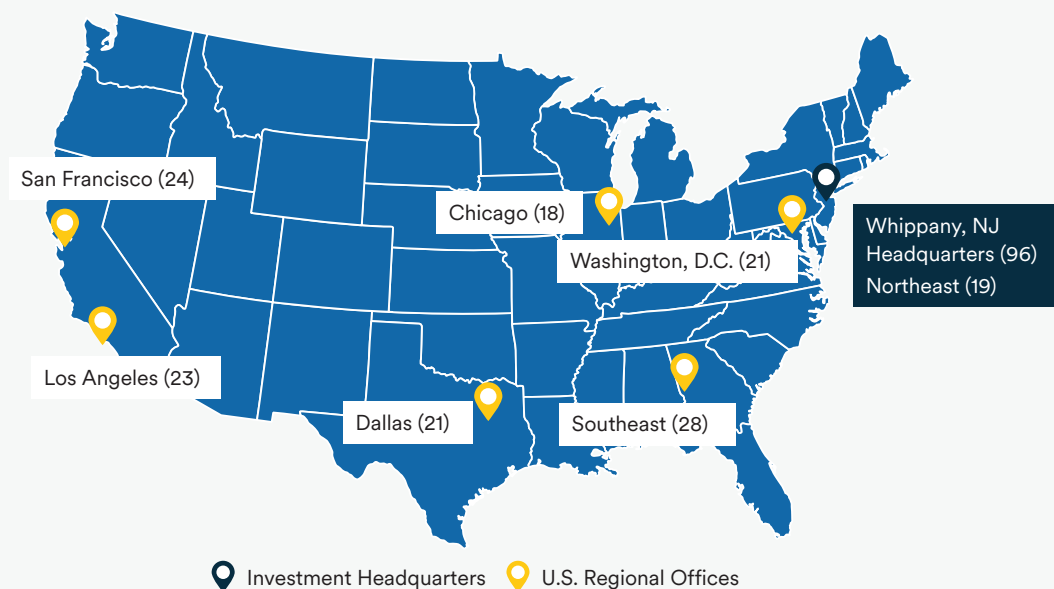 San Francisco (24)
Chicago (18)
Whippany, NJ
Headquarters (96)
Northeast (19)
Washington, D.C. (21)
Los Angeles (23)
Dallas (21)
Southeast (28)
Investment Headquarters
U.S. Regional Offices